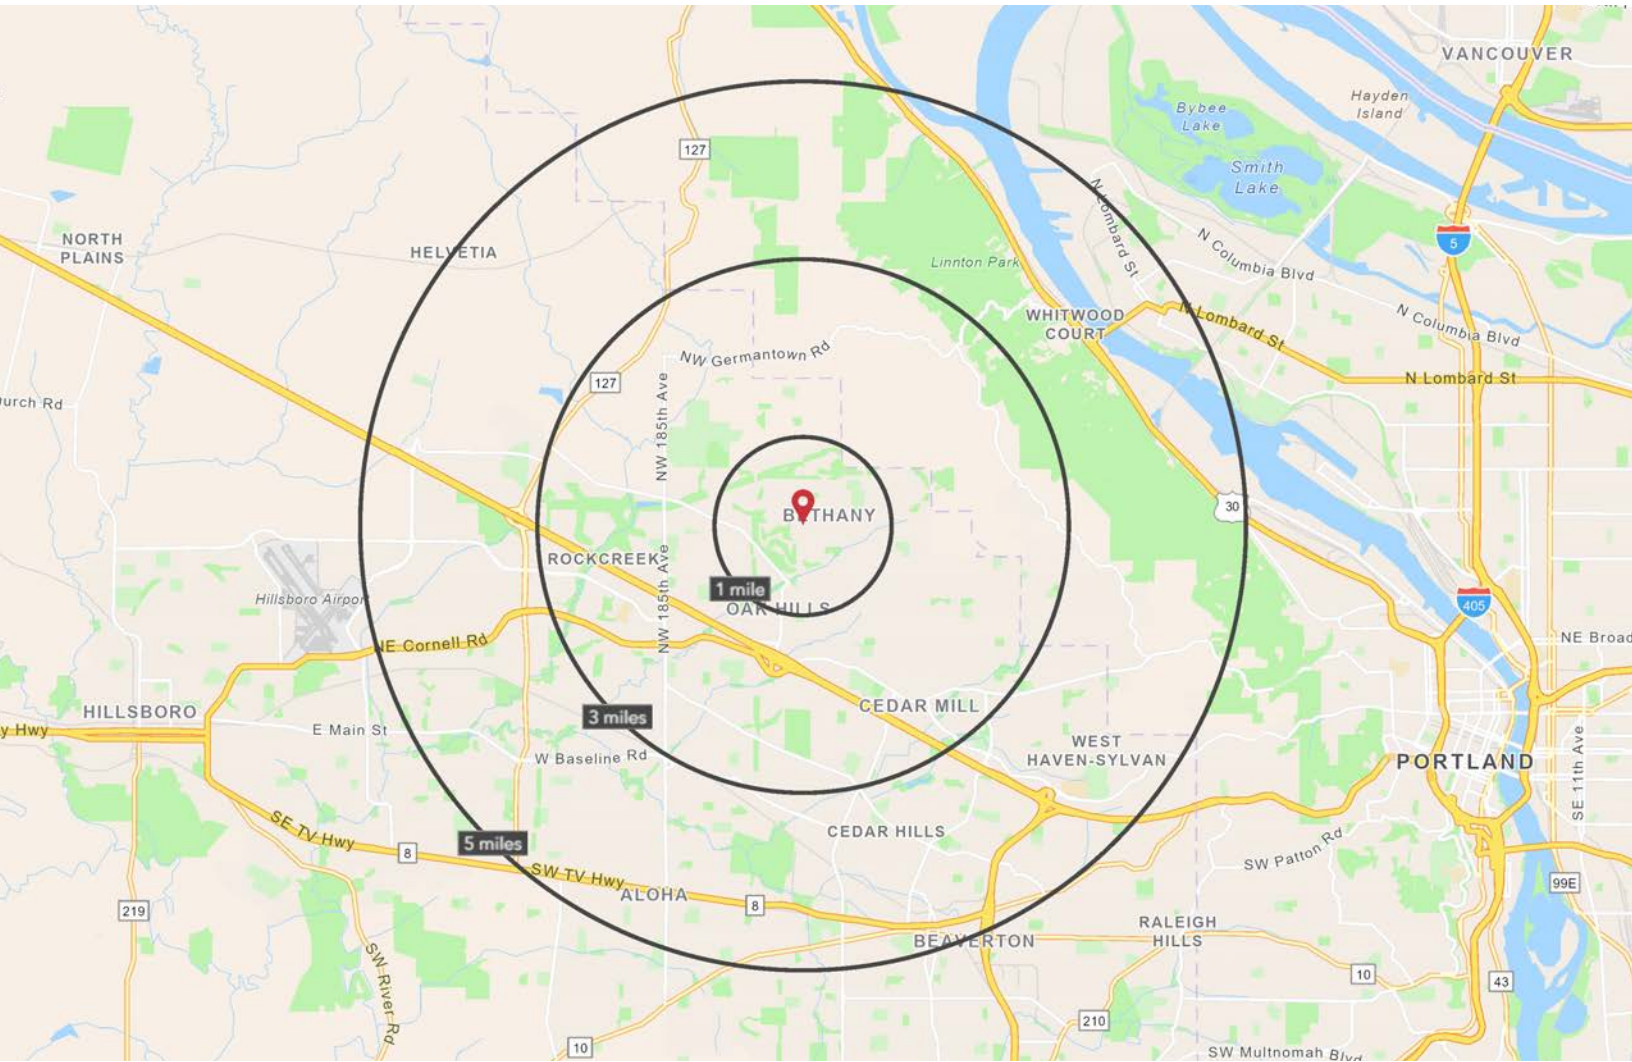 VANCOUVER
Hayden
Island
Bybee
Lake
Smith
Lake
127
N Lombard St
N Columbia Blvd
5
NORTH
PLAINS
HELVETIA
Linnton Park
WHITWOOD
COURT
N Lombard St
N Columbia Blvd
NW Germantown Rd
127
N Lombard St
urch Rd
NW 185th Ave
30
BETHANY
ROCKCREEK
1 mile
OAK HILLS
NW 185th Ave
Hillsboro Airport
405
NE Cornell Rd
NE Broad
HILLSBORO
y Hwy
E Main St
3 miles
CEDAR MILL
W Baseline Rd
WEST
HAVEN-SYLVAN
PORTLAND
SE 11th Ave
SE TV Hwy
8
5 miles
CEDAR HILLS
SW Patton Rd
SW TV Hwy
ALOHA
8
99E
219
BEAVERTON
RALEIGH
HILLS
SW River Rd
10
43
210
10
SW Multnomah Blvd